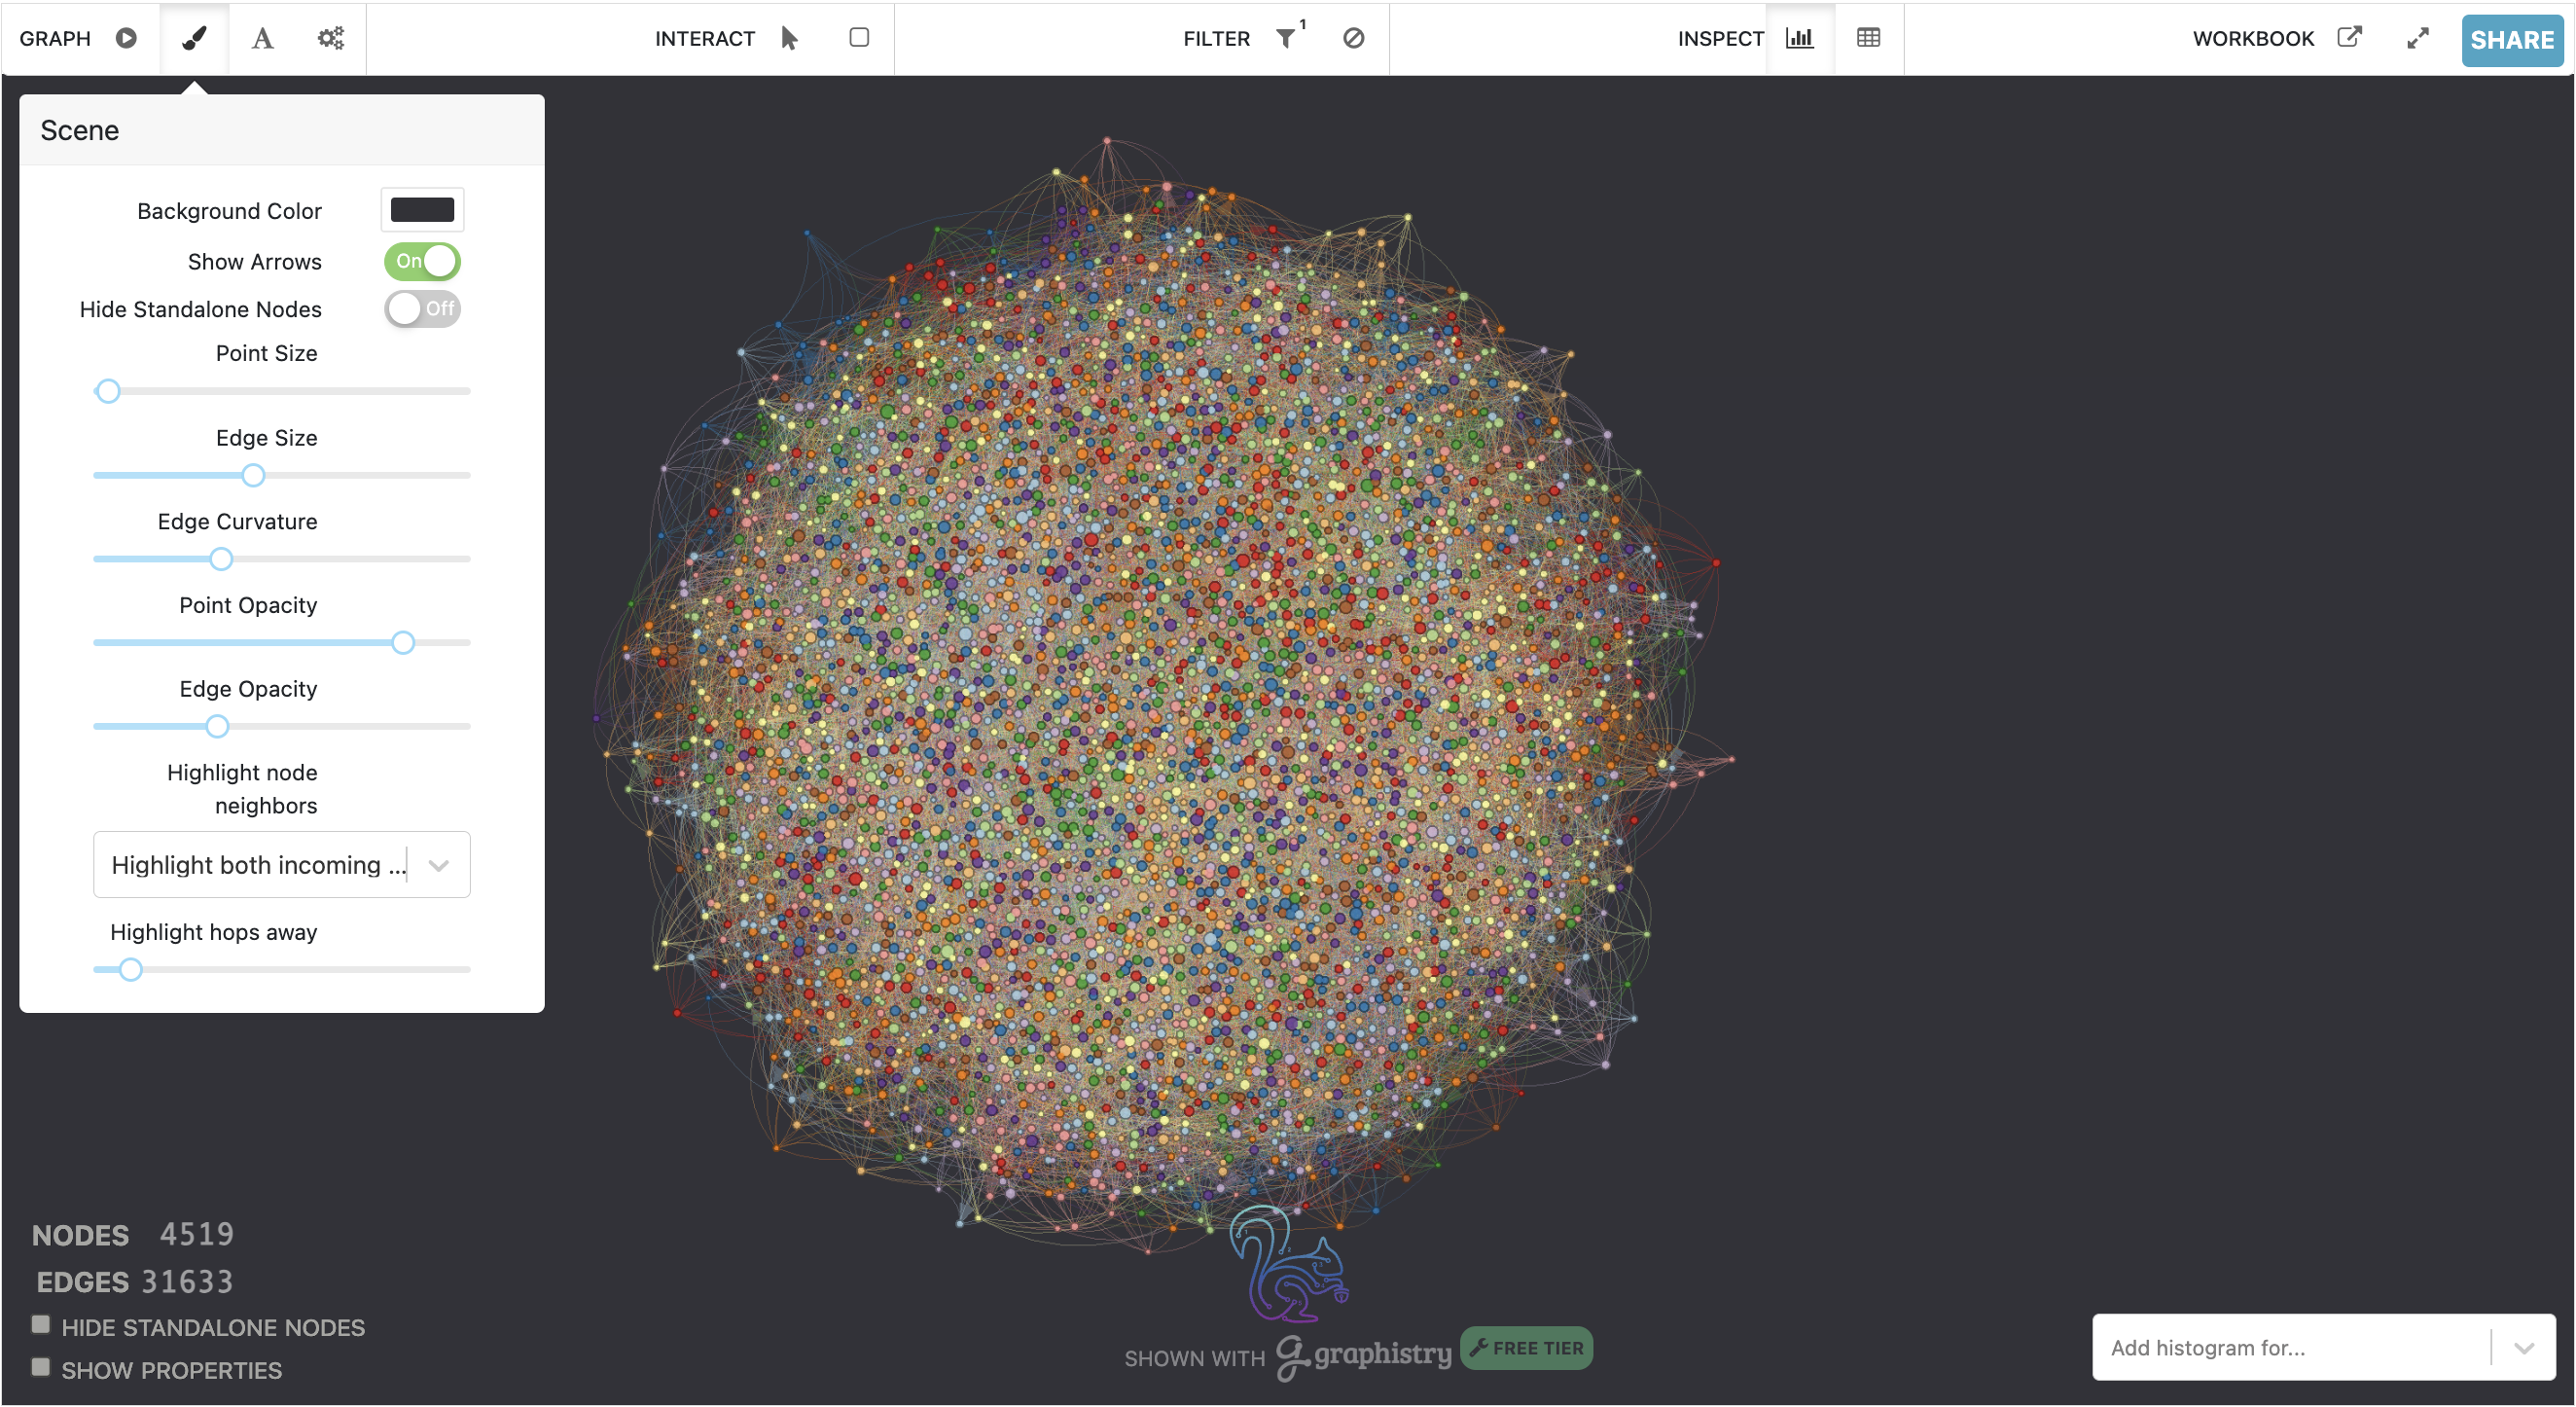 GRAPH INTERACT FILTER 1 INSPECT WORKBOOK SHARE
Scene
Background Color
Show Arrows On
Hide Standalone Nodes Off
Point Size
Edge Size
Edge Curvature
Point Opacity
Edge Opacity
Highlight node
neighbors
Highlight both incoming ...
Highlight hops away
NODES 4519
EDGES 31633
HIDE STANDALONE NODES
SHOW PROPERTIES
SHOWN WITH graphistry FREE TIER
Add histogram for...